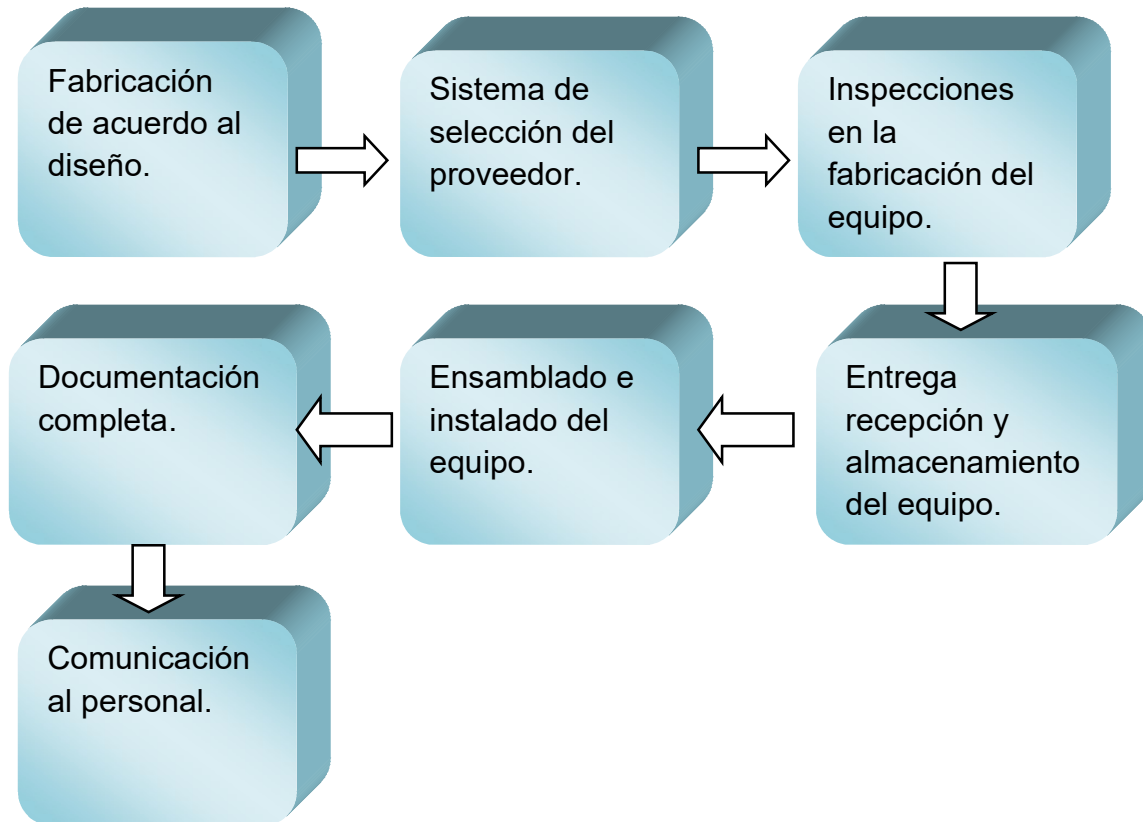 Fabricación
de acuerdo al
diseño.
Sistema de
selección del
proveedor.
Inspecciones
en la
fabricación del
equipo.
Entrega
recepción y
almacenamiento
del equipo.
Ensamblado e
instalado del
equipo.
Documentación
completa.
Comunicación
al personal.